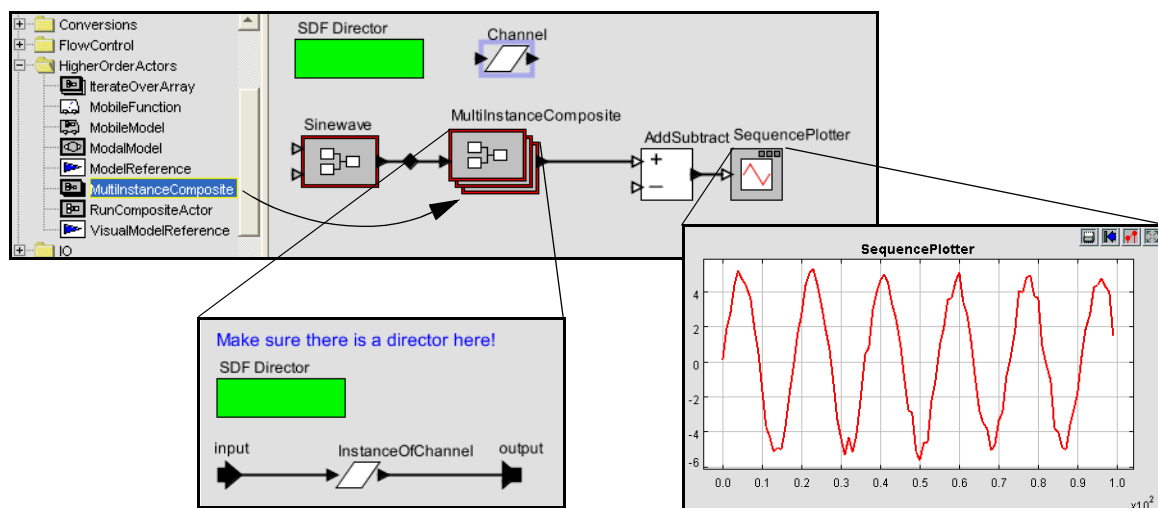 Conversions
FlowControl
HigherOrderActors
IterateOverArray
MobileFunction
MobileModel
ModalModel
ModelReference
MultiInstanceComposite
RunCompositeActor
VisualModelReference
IO
SDF Director
Channel
Sinewave
MultiInstanceComposite
AddSubtract
SequencePlotter
Make sure there is a director here!
SDF Director
input
InstanceOfChannel
output
SequencePlotter
4
2
0
-2
-4
-6
0.0 0.1 0.2 0.3 0.4 0.5 0.6 0.7 0.8 0.9 1.0
x10²